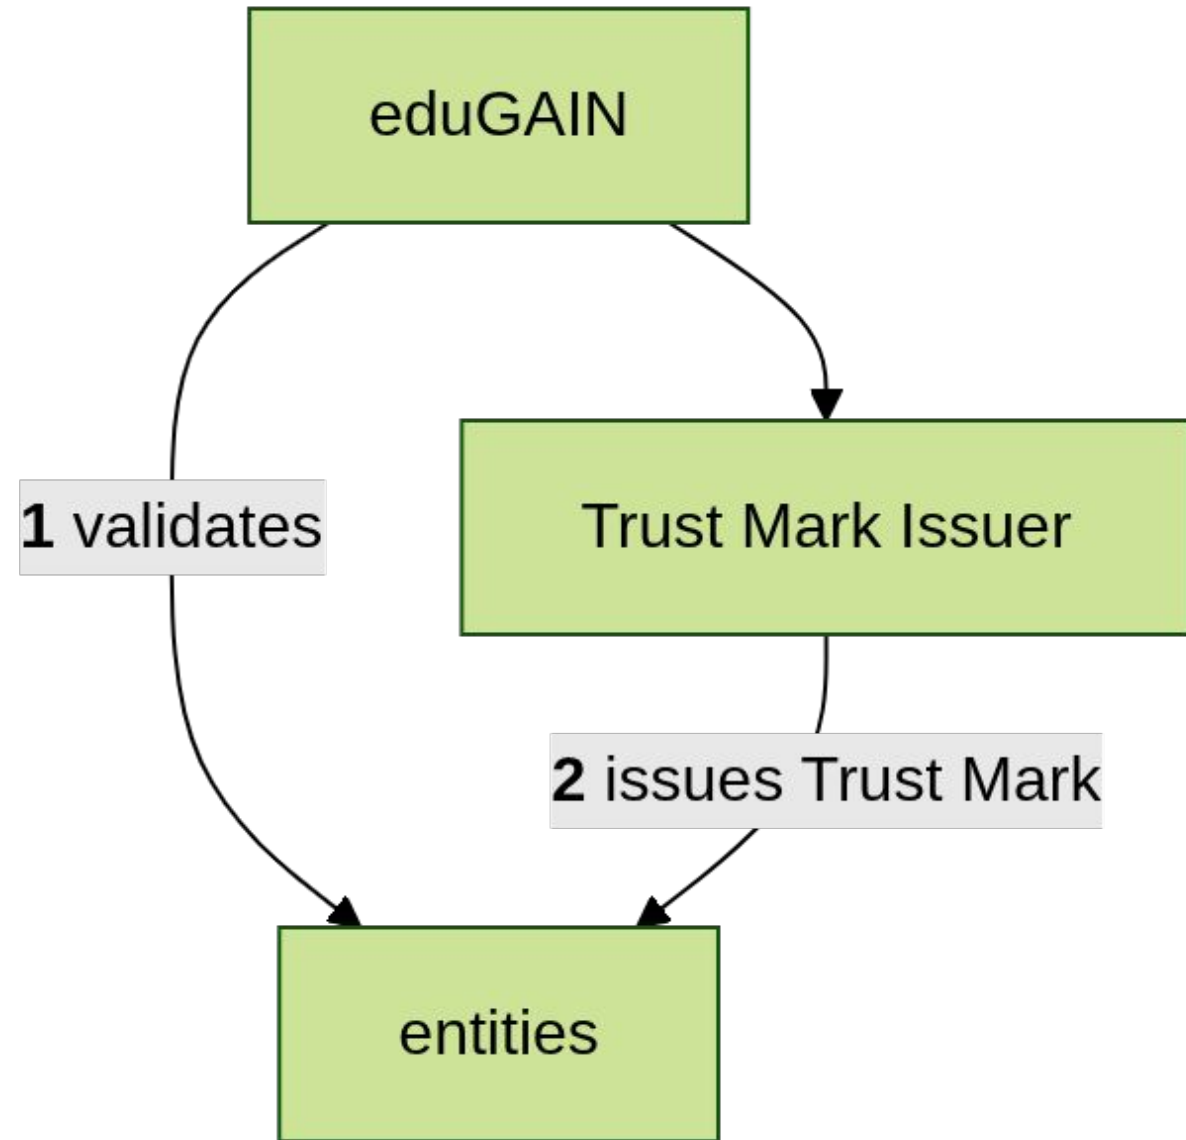 eduGAIN
1 validates
Trust Mark Issuer
2 issues Trust Mark
entities